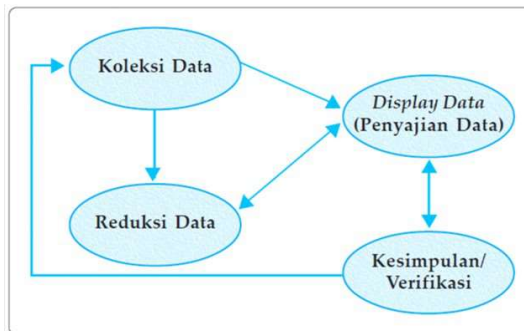 Koleksi Data
Display Data
(Penyajian Data)
Reduksi Data
Kesimpulan/
Verifikasi